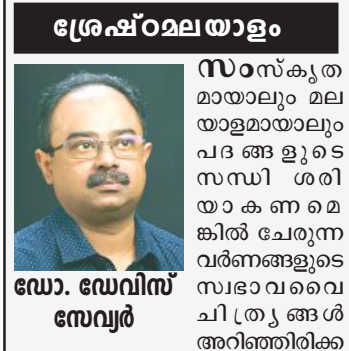 ശ്രേഷ്ഠമലയാളം
സംസ്കൃത
മായാലും മല
യാളമായാലും
പദങ്ങളുടെ
സന്ധി ശരി
യാകണമെ
ങ്കിൽ ചേരുന്ന
വർണങ്ങളുടെ
സ്വഭാവവൈ
ചിത്ര്യങ്ങൾ
അറിഞ്ഞിരിക്ക
ഡോ. ഡേവിസ്
സേവ്യർ